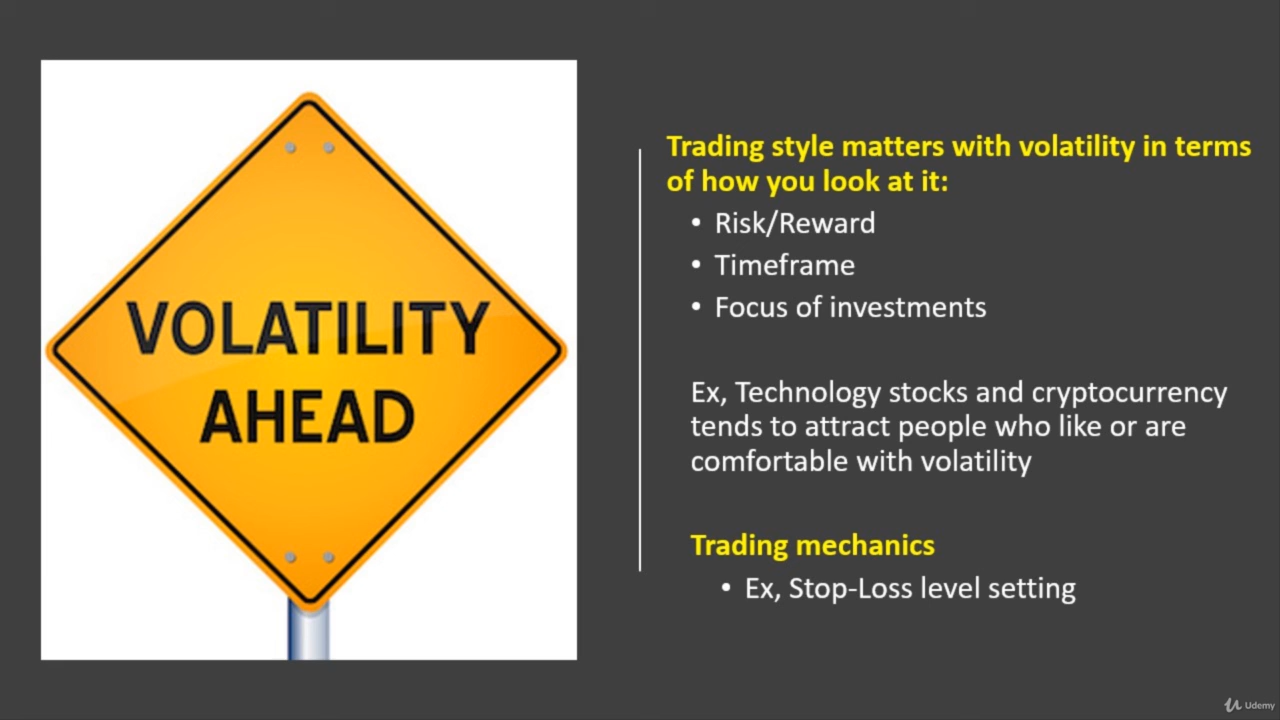 VOLATILITY
AHEAD
Trading style matters with volatility in terms
of how you look at it:
• Risk/Reward
• Timeframe
• Focus of investments
Ex, Technology stocks and cryptocurrency
tends to attract people who like or are
comfortable with volatility
Trading mechanics
• Ex, Stop-Loss level setting
Udemy